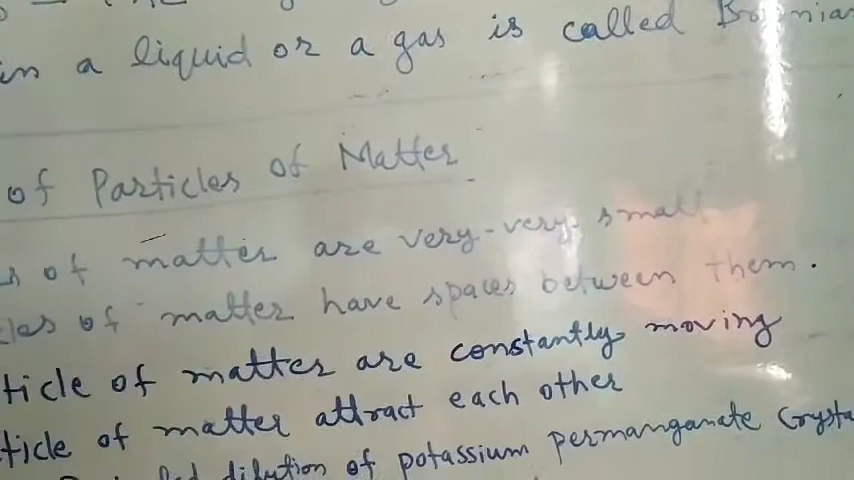 in a liquid or a gas is called
of Particles of Matter
of matter are very-very small
of matter have spaces between them.
ticle of matter are constantly moving
ticle of matter attract each other
dilution of potassium permanganate Crysta